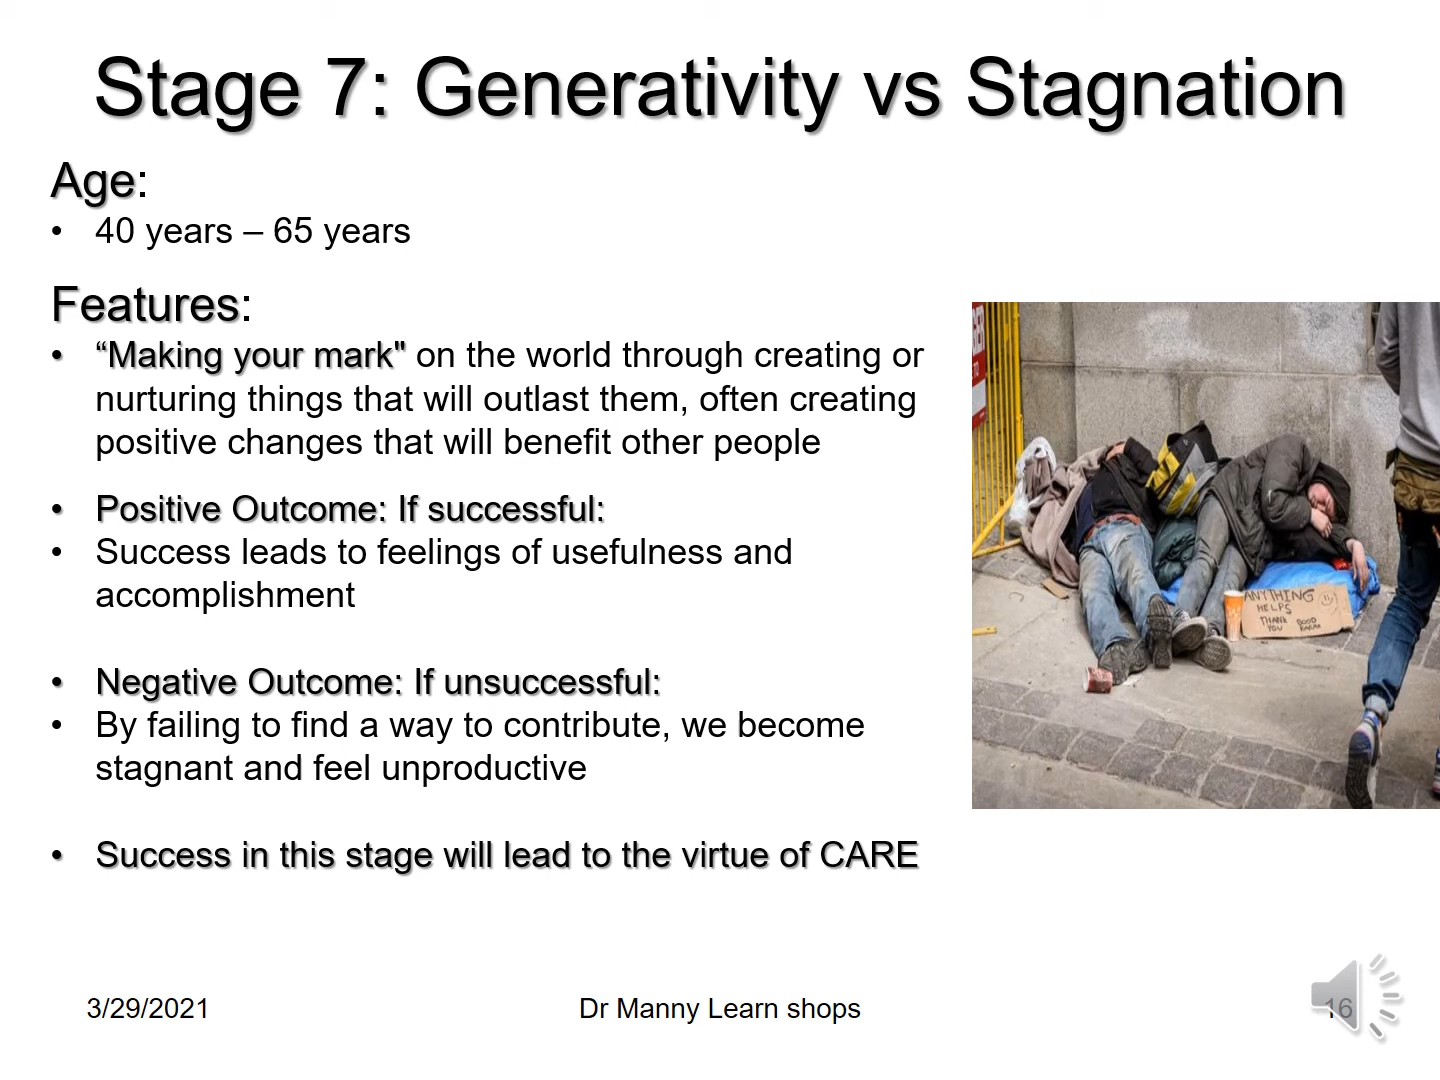 Stage 7: Generativity vs Stagnation
Age:
• 40 years – 65 years
Features:
• “Making your mark" on the world through creating or
nurturing things that will outlast them, often creating
positive changes that will benefit other people
• Positive Outcome: If successful:
• Success leads to feelings of usefulness and
accomplishment
• Negative Outcome: If unsuccessful:
• By failing to find a way to contribute, we become
stagnant and feel unproductive
• Success in this stage will lead to the virtue of CARE
ANYTHING
HELPS
THANK
YOU GOOD
3/29/2021
Dr Manny Learn shops
16